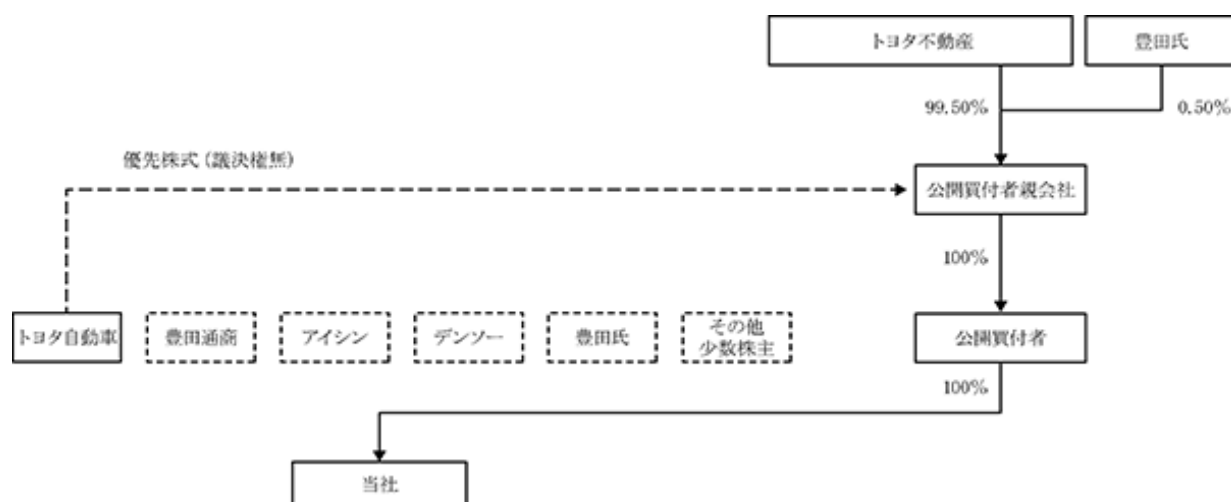 トヨタ不動産
豊田氏
99.50%
0.50%
優先株式(議決権無)
公開買付者親会社
100%
トヨタ自動車
豊田通商
アイシン
デンソー
豊田氏
その他
少数株主
公開買付者
100%
当社